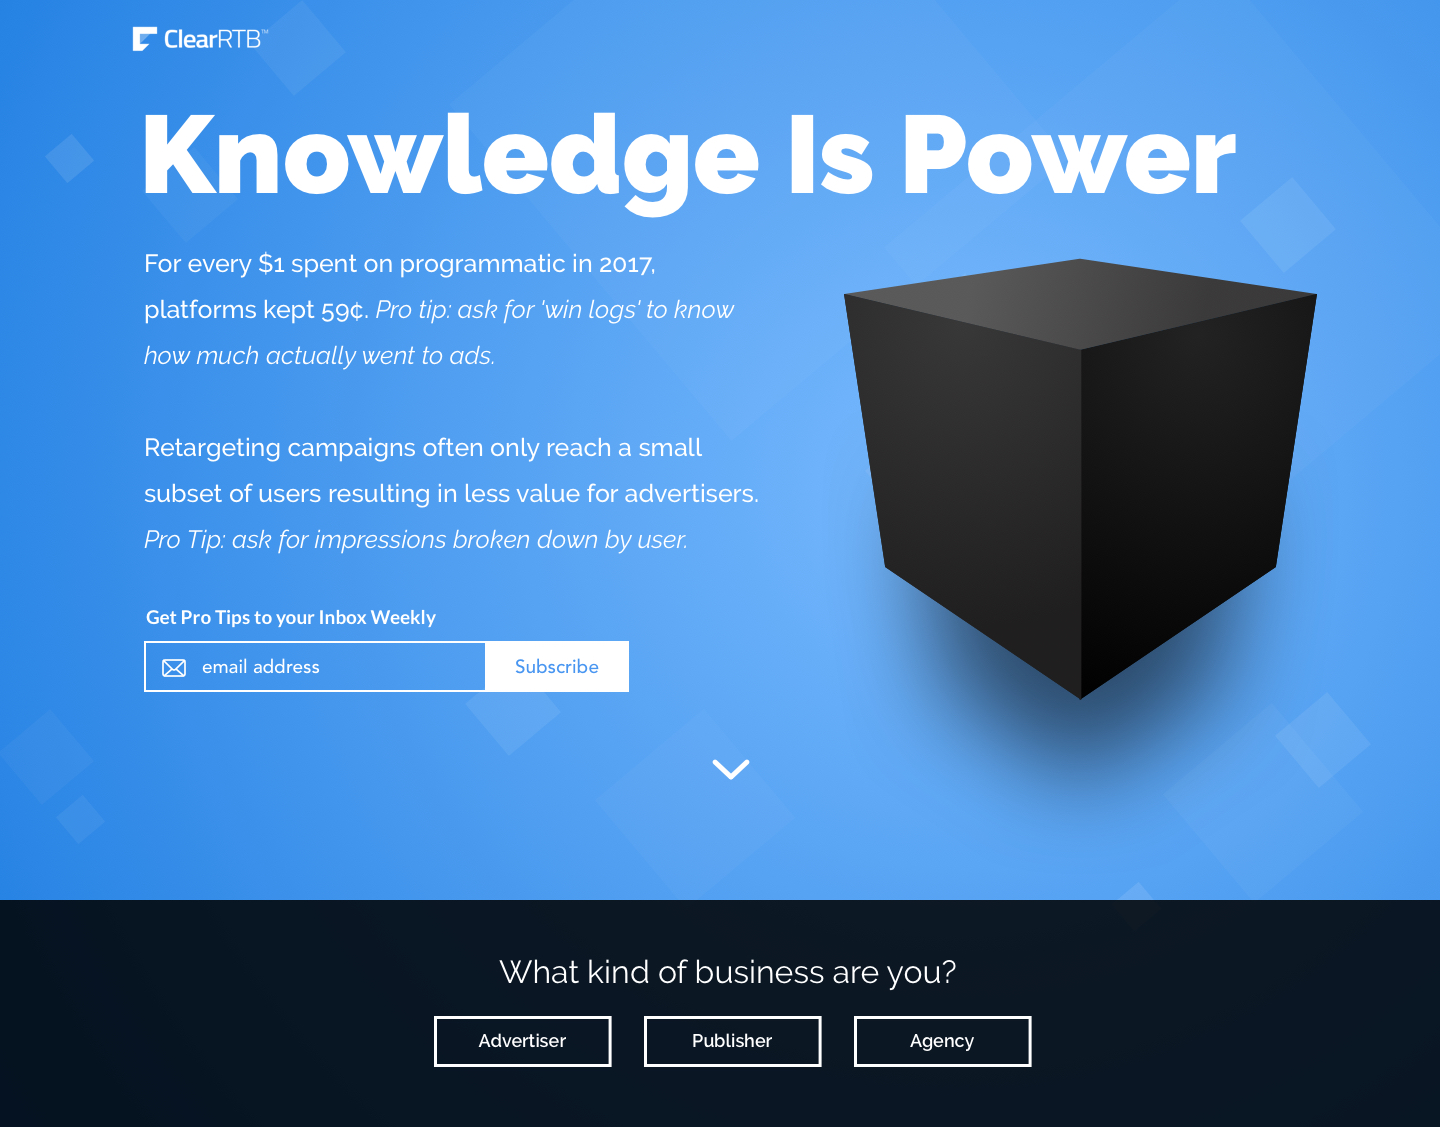 ClearRTB™
Knowledge Is Power
For every $1 spent on programmatic in 2017,
platforms kept 59¢. Pro tip: ask for 'win logs' to know
how much actually went to ads.
Retargeting campaigns often only reach a small
subset of users resulting in less value for advertisers.
Pro Tip: ask for impressions broken down by user.
Get Pro Tips to your Inbox Weekly
email address Subscribe
What kind of business are you?
Advertiser Publisher Agency